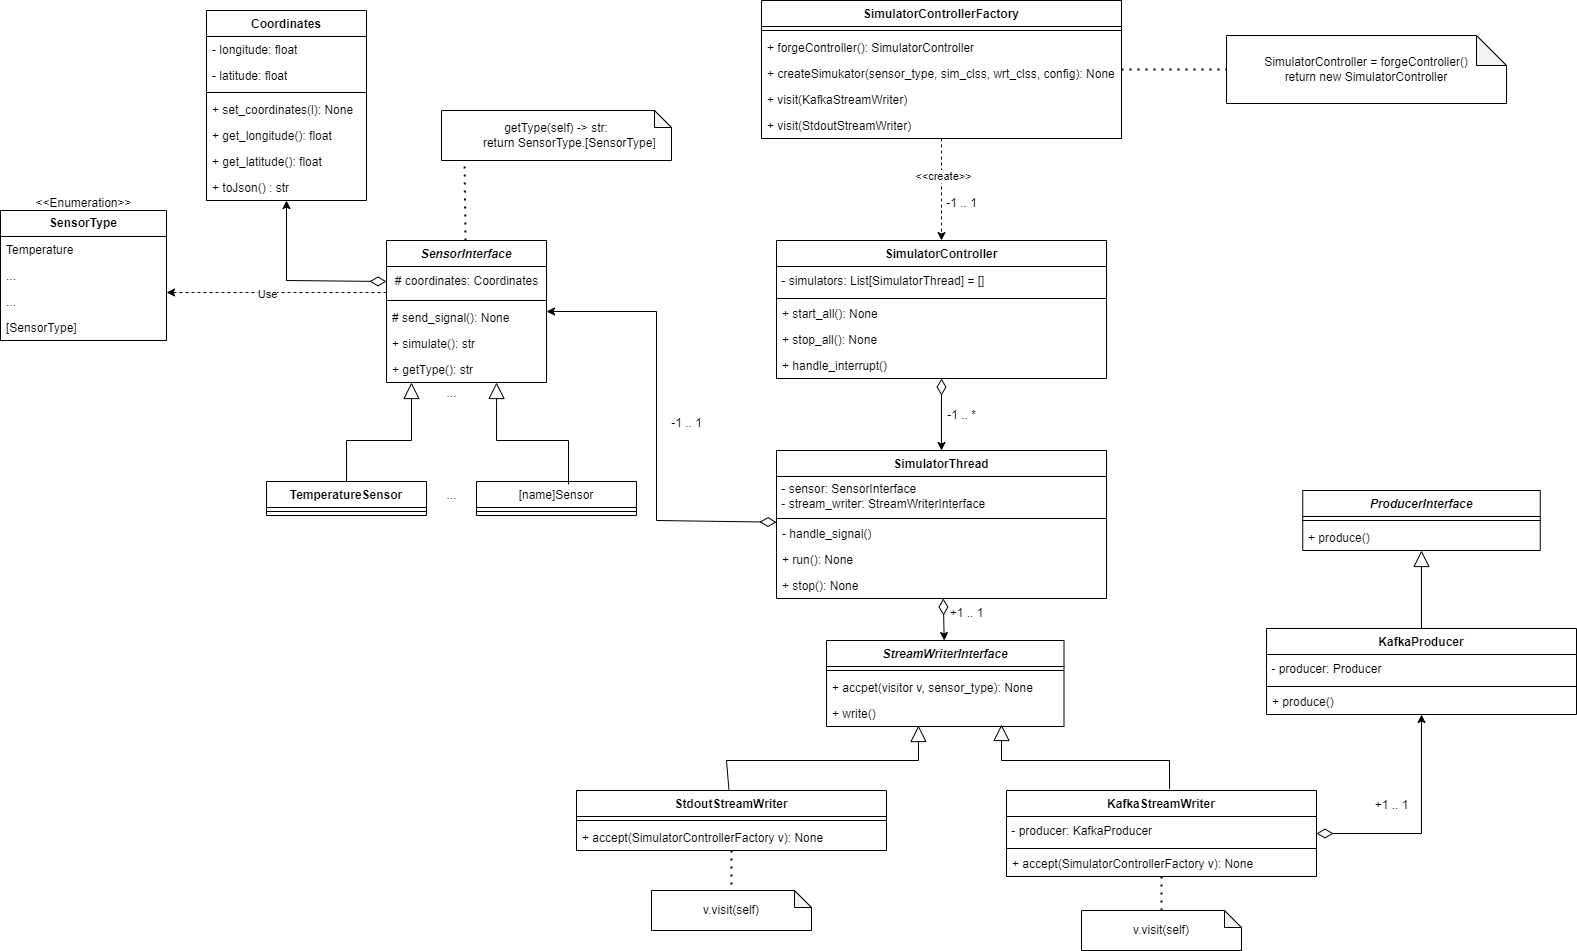 Coordinates
- longitude: float
- latitude: float
+ set_coordinates(l): None
+ get_longitude(): float
+ get_latitude(): float
+ toJson() : str
SimulatorControllerFactory
+ forgeController(): SimulatorController
+ createSimukator(sensor_type, sim_clss, wrt_clss, config): None
+ visit(KafkaStreamWriter)
+ visit(StdoutStreamWriter)
SimulatorController = forgeController()
return new SimulatorController
getType(self) -> str:
return SensorType.[SensorType]
<<create>>
-1 .. 1
<<Enumeration>>
SensorType
Temperature
...
...
[SensorType]
Use
SensorInterface
# coordinates: Coordinates
# send_signal(): None
+ simulate(): str
+ getType(): str
...
SimulatorController
- simulators: List[SimulatorThread] = []
+ start_all(): None
+ stop_all(): None
+ handle_interrupt()
-1 .. *
-1 .. 1
TemperatureSensor
...
[name]Sensor
SimulatorThread
- sensor: SensorInterface
- stream_writer: StreamWriterInterface
- handle_signal()
+ run(): None
+ stop(): None
+1 .. 1
ProducerInterface
+ produce()
StreamWriterInterface
+ accpet(visitor v, sensor_type): None
+ write()
KafkaProducer
- producer: Producer
+ produce()
+1 .. 1
StdoutStreamWriter
+ accept(SimulatorControllerFactory v): None
v.visit(self)
KafkaStreamWriter
- producer: KafkaProducer
+ accept(SimulatorControllerFactory v): None
v.visit(self)